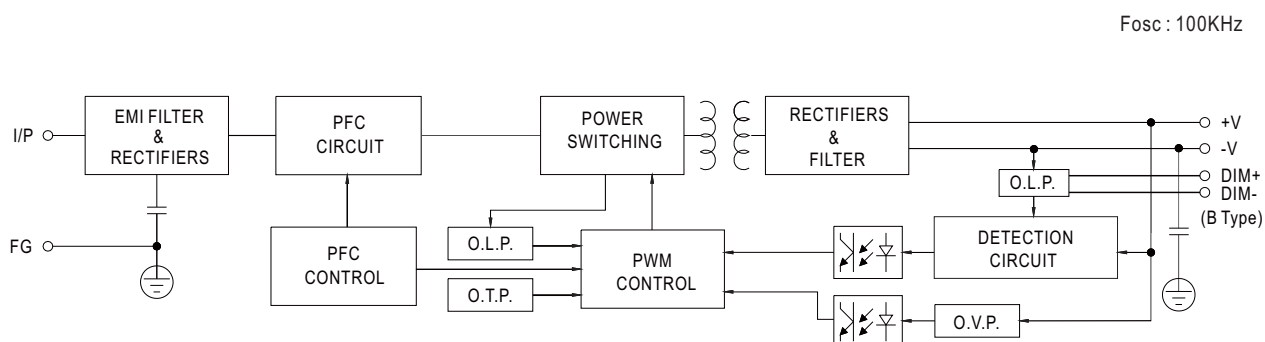 Fosc : 100KHz
I/P
EMI FILTER
&
RECTIFIERS
PFC
CIRCUIT
POWER
SWITCHING
RECTIFIERS
&
FILTER
+V
-V
DIM+
DIM-
(B Type)
O.L.P.
FG
PFC
CONTROL
O.L.P.
O.T.P.
PWM
CONTROL
DETECTION
CIRCUIT
O.V.P.